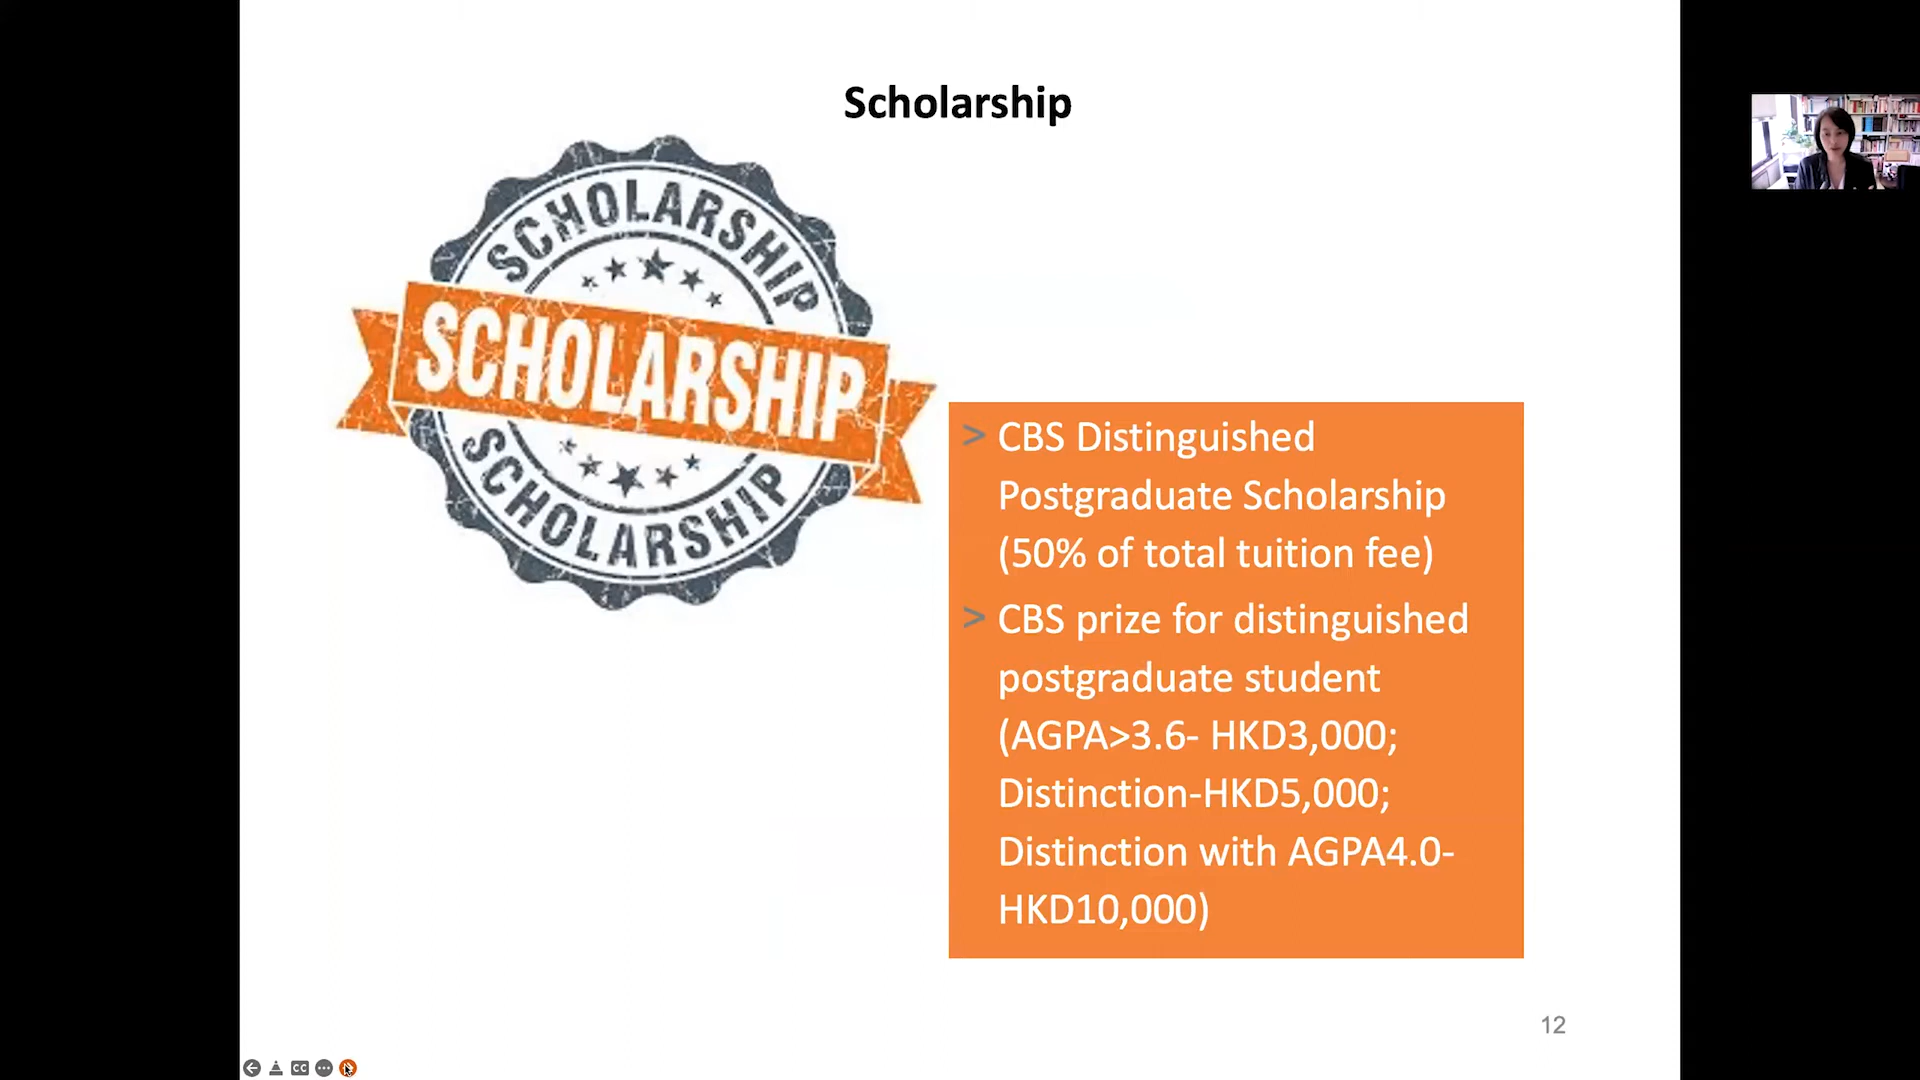 Scholarship
SCHOLARSHIP
SCHOLARSHIP
SCHOLARSHIP
> CBS Distinguished
Postgraduate Scholarship
(50% of total tuition fee)
> CBS prize for distinguished
postgraduate student
(AGPA>3.6- HKD3,000;
Distinction-HKD5,000;
Distinction with AGPA4.0-
HKD10,000)
12
CC